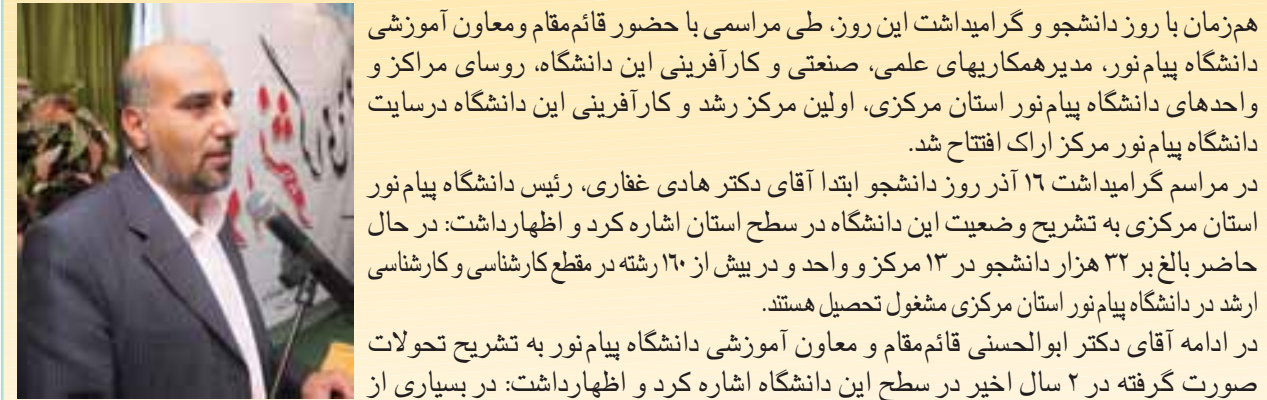 هم‌زمان با روز دانشجو و گرامیداشت این روز، طی مراسمی با حضور قائم‌مقام ومعاون آموزشی
دانشگاه پیام‌نور، مدیرهمکاریهای علمی، صنعتی و کارآفرینی این دانشگاه، روسای مراکز و
واحدهای دانشگاه پیام‌نور استان مرکزی، اولین مرکز رشد و کارآفرینی این دانشگاه درسایت
دانشگاه پیام‌نور مرکز اراک افتتاح شد.
در مراسم گرامیداشت ۱۶ آذر روز دانشجو ابتدا آقای دکتر هادی غفاری، رئیس دانشگاه پیام‌نور
استان مرکزی به تشریح وضعیت این دانشگاه در سطح استان اشاره کرد و اظهارداشت: در حال
حاضر بالغ بر ۳۲ هزار دانشجو در ۱۳ مرکز و واحد و در بیش از ۱۶۰ رشته در مقطع کارشناسی و کارشناسی
ارشد در دانشگاه پیام‌نور استان مرکزی مشغول تحصیل هستند.
در ادامه آقای دکتر ابوالحسنی قائم‌مقام و معاون آموزشی دانشگاه پیام‌نور به تشریح تحولات
صورت گرفته در ۲ سال اخیر در سطح این دانشگاه اشاره کرد و اظهارداشت: در بسیاری از